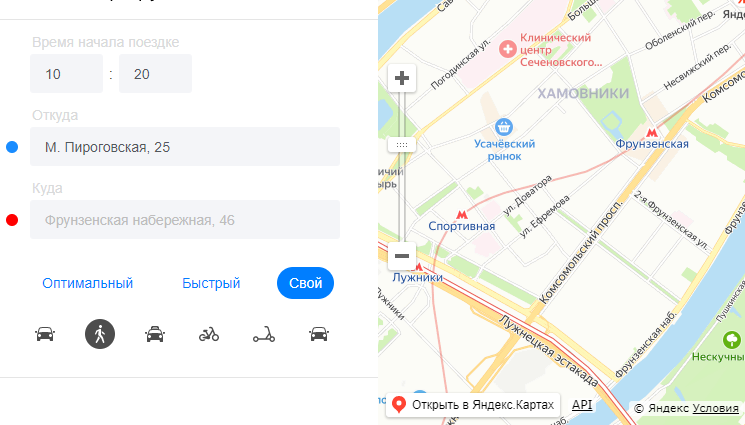 Время начала поездке
10 : 20
Откуда
М. Пироговская, 25
Куда
Фрунзенская набережная, 46
Оптимальный
Быстрый
Свой
Оболенский пер.
Погодинская ул.
Клинический
центр
Сеченовского...
Несвижский пер.
ХАМОВНИКИ
Усачёвский
рынок
Фрунзенская
ул. Доватора
ул. Ефремова
2-я Фрунзенская ул.
Спортивная
Комсомольский просп.
Лужники
Лужники
Лужнецкая эстакада
Фрунзенская наб.
Пушкинская
Нескучный
Открыть в Яндекс.Картах
API
© Яндекс Условия